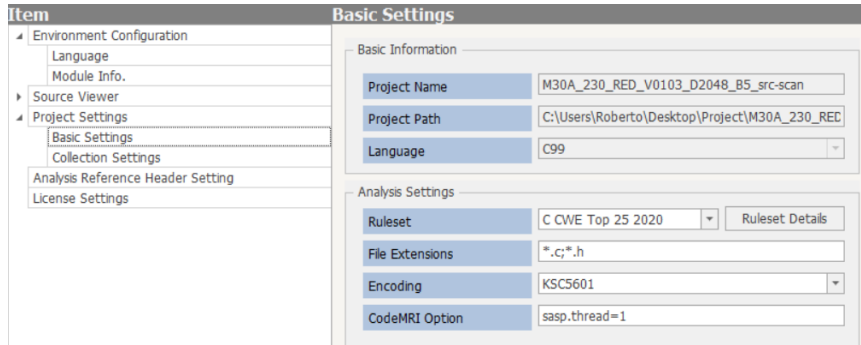 Item
Environment Configuration
Language
Module Info.
Source Viewer
Project Settings
Basic Settings
Collection Settings
Analysis Reference Header Setting
License Settings
Basic Settings
Basic Information
Project Name M30A_230_RED_V0103_D2048_B5_src-scan
Project Path C:\Users\Roberto\Desktop\Project\M30A_230_RED
Language C99
Analysis Settings
Ruleset C CWE Top 25 2020 Ruleset Details
File Extensions *.c;*.h
Encoding KSC5601
CodeMRI Option sasp.thread=1